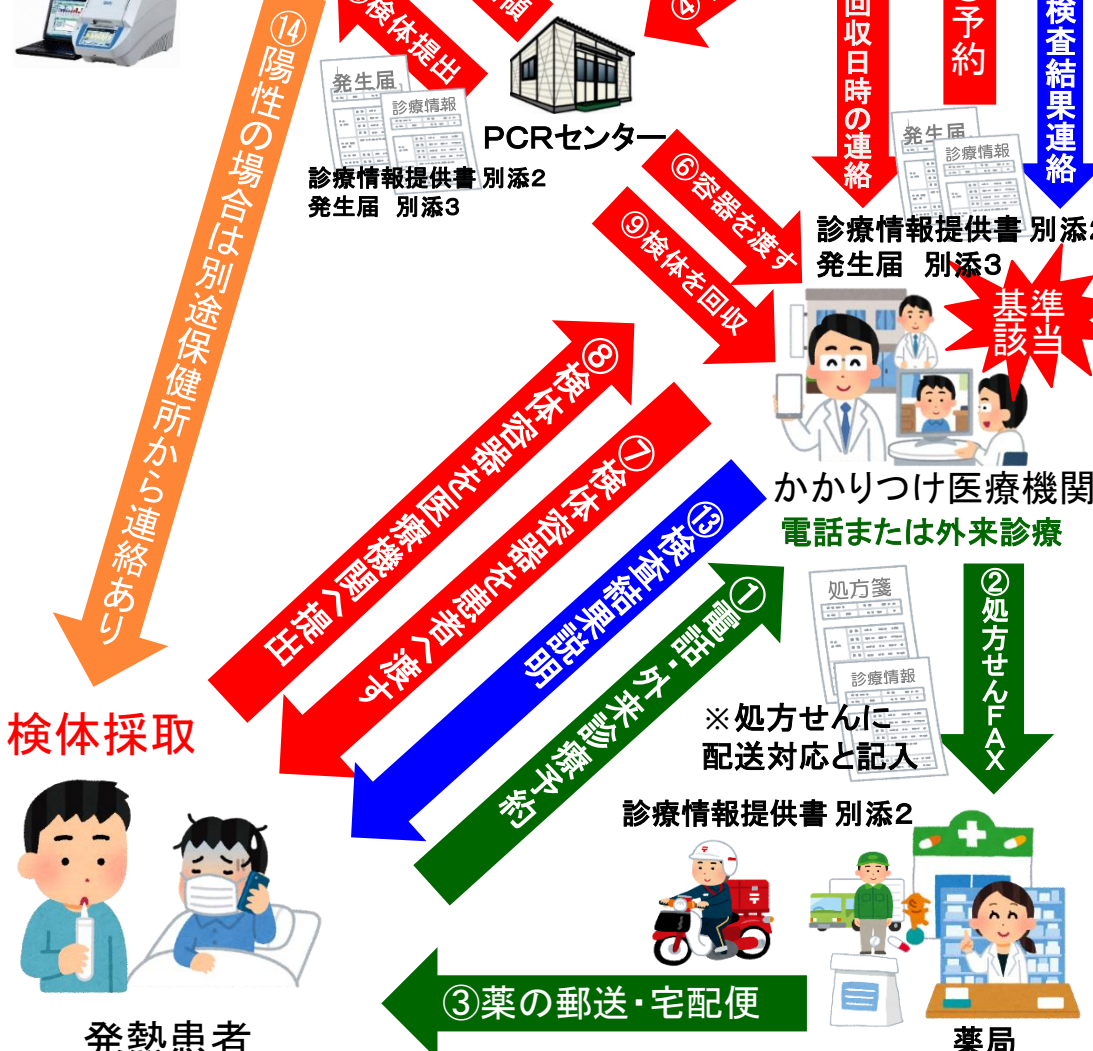 ⑭陽性の場合は別途保健所から連絡あり
検体提出
④
回収日時の連絡
予約
検査結果連絡
発生届
診療情報
PCRセンター
診療情報提供書 別添2
発生届 別添3
発生届
診療情報
診療情報提供書 別添2
発生届 別添3
⑥容器を渡す
⑨検体を回収
基準
該当
⑧検体容器を医療機関へ提出
⑦検体容器を患者へ渡す
⑬検査結果説明
①電話・外来診療予約
かかりつけ医療機関
電話または外来診療
処方箋
診療情報
②処方せんFAX
※処方せんに
配送対応と記入
検体採取
診療情報提供書 別添2
③薬の郵送・宅配便
発熱患者
薬局